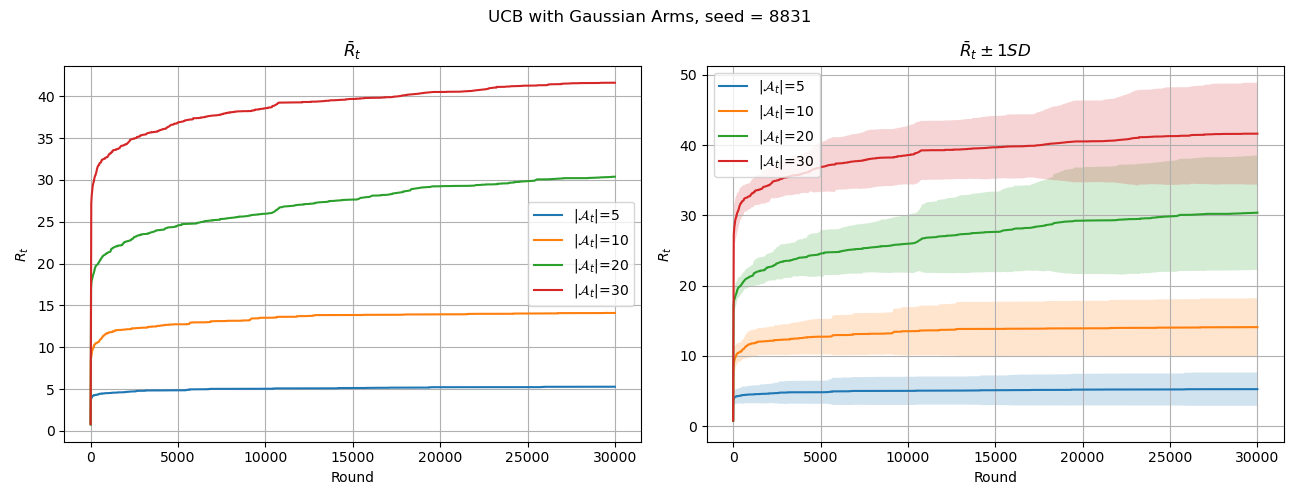 UCB with Gaussian Arms, seed = 8831
R̄ₜ
40
35
30
25
20
15
10
5
0
Rₜ
0 5000 10000 15000 20000 25000 30000
Round
|𝒜ₜ|=5
|𝒜ₜ|=10
|𝒜ₜ|=20
|𝒜ₜ|=30
R̄ₜ ± 1SD
50
40
30
20
10
0
Rₜ
0 5000 10000 15000 20000 25000 30000
Round
|𝒜ₜ|=5
|𝒜ₜ|=10
|𝒜ₜ|=20
|𝒜ₜ|=30